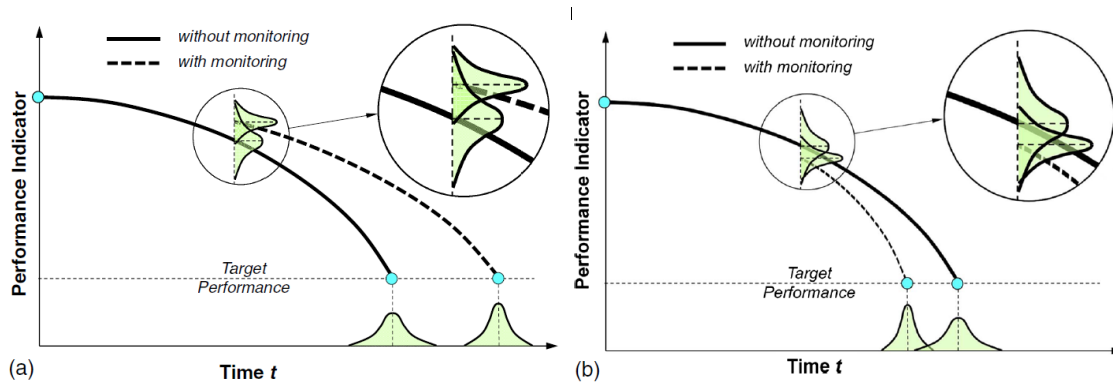 without monitoring
with monitoring
Performance Indicator
Target
Performance
(a)
Time t
without monitoring
with monitoring
Performance Indicator
Target
Performance
(b)
Time t